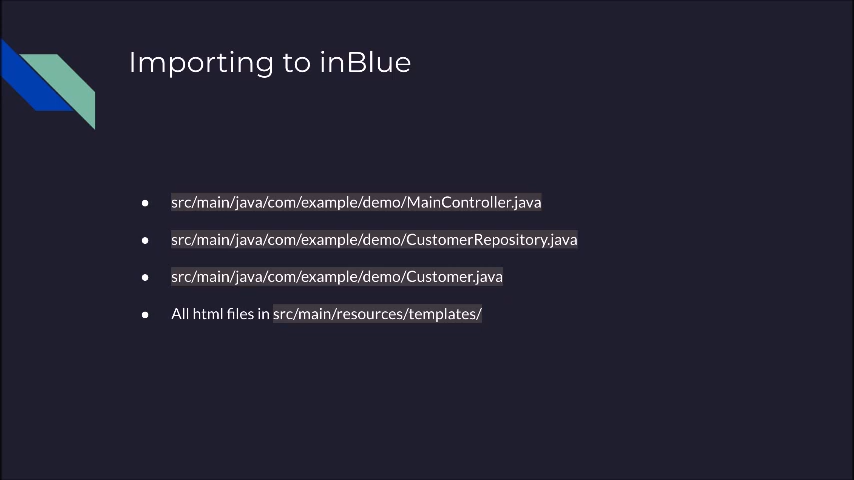 Importing to inBlue
● src/main/java/com/example/demo/MainController.java
● src/main/java/com/example/demo/CustomerRepository.java
● src/main/java/com/example/demo/Customer.java
● All html files in src/main/resources/templates/